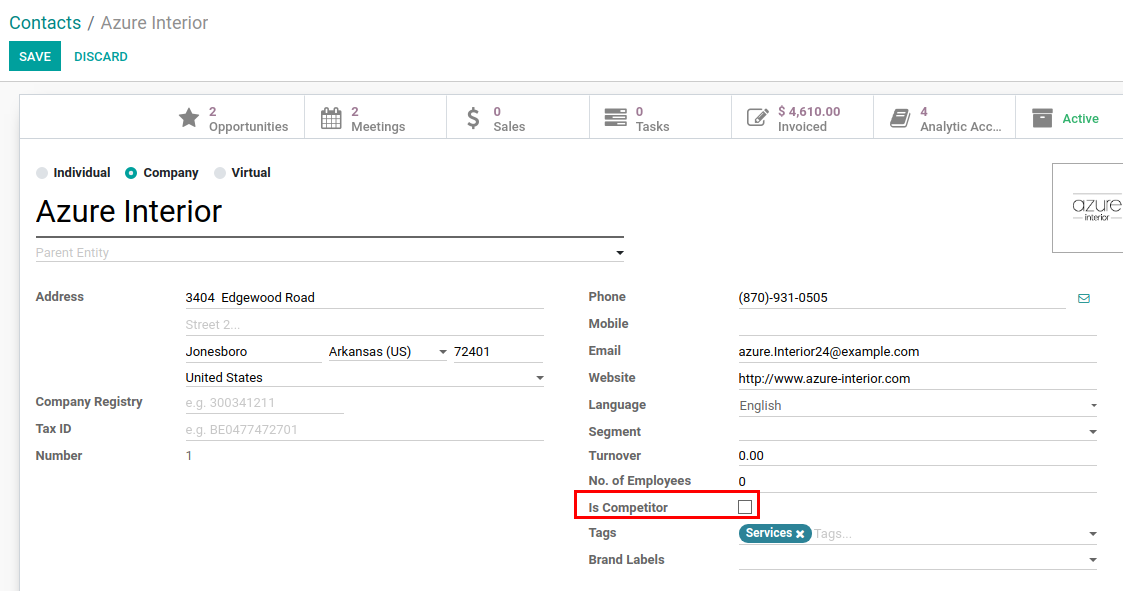 Contacts / Azure Interior
SAVE DISCARD
2 Opportunities
2 Meetings
$ 0 Sales
0 Tasks
$ 4,610.00 Invoiced
4 Analytic Acc...
Active
Individual Company Virtual
azure
interior
Azure Interior
Parent Entity
Address 3404 Edgewood Road
Street 2...
Jonesboro Arkansas (US) 72401
United States
Company Registry e.g. 300341211
Tax ID e.g. BE0477472701
Number 1
Phone (870)-931-0505
Mobile
Email azure.Interior24@example.com
Website http://www.azure-interior.com
Language English
Segment
Turnover 0.00
No. of Employees 0
Is Competitor
Tags Services × Tags...
Brand Labels